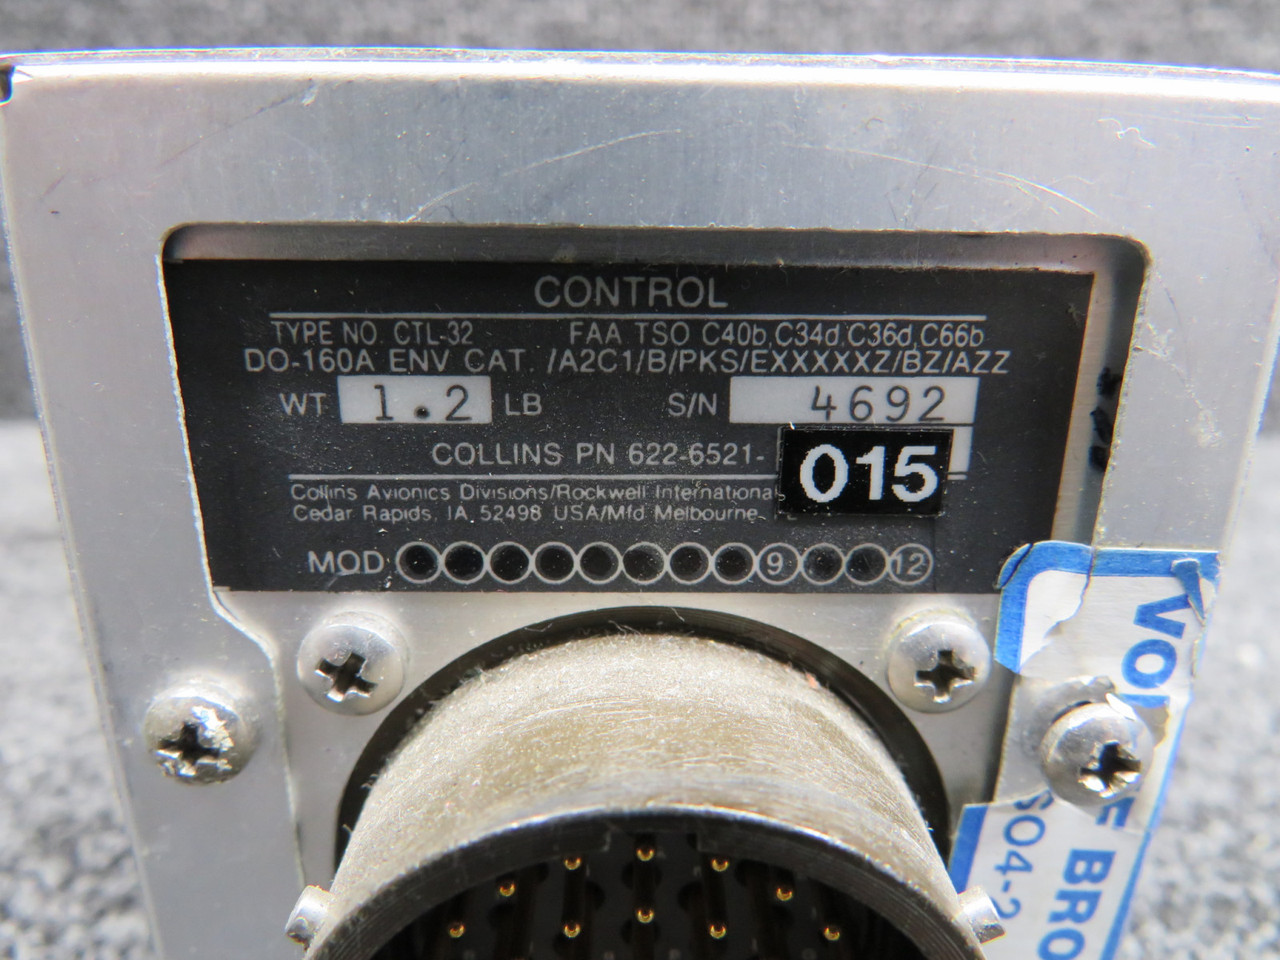 CONTROL
TYPE NO. CTL-32 FAA TSO C40b,C34d,C36d,C66b
DO-160A ENV CAT. /A2C1/B/PKS/EXXXXXZ/BZ/AZZ
WT 1.2 LB S/N 4692
COLLINS PN 622-6521- 015
Collins Avionics Divisions/Rockwell International
Cedar Rapids, IA 52498 USA/Mfd Melbourne
MOD 9 12
BRO